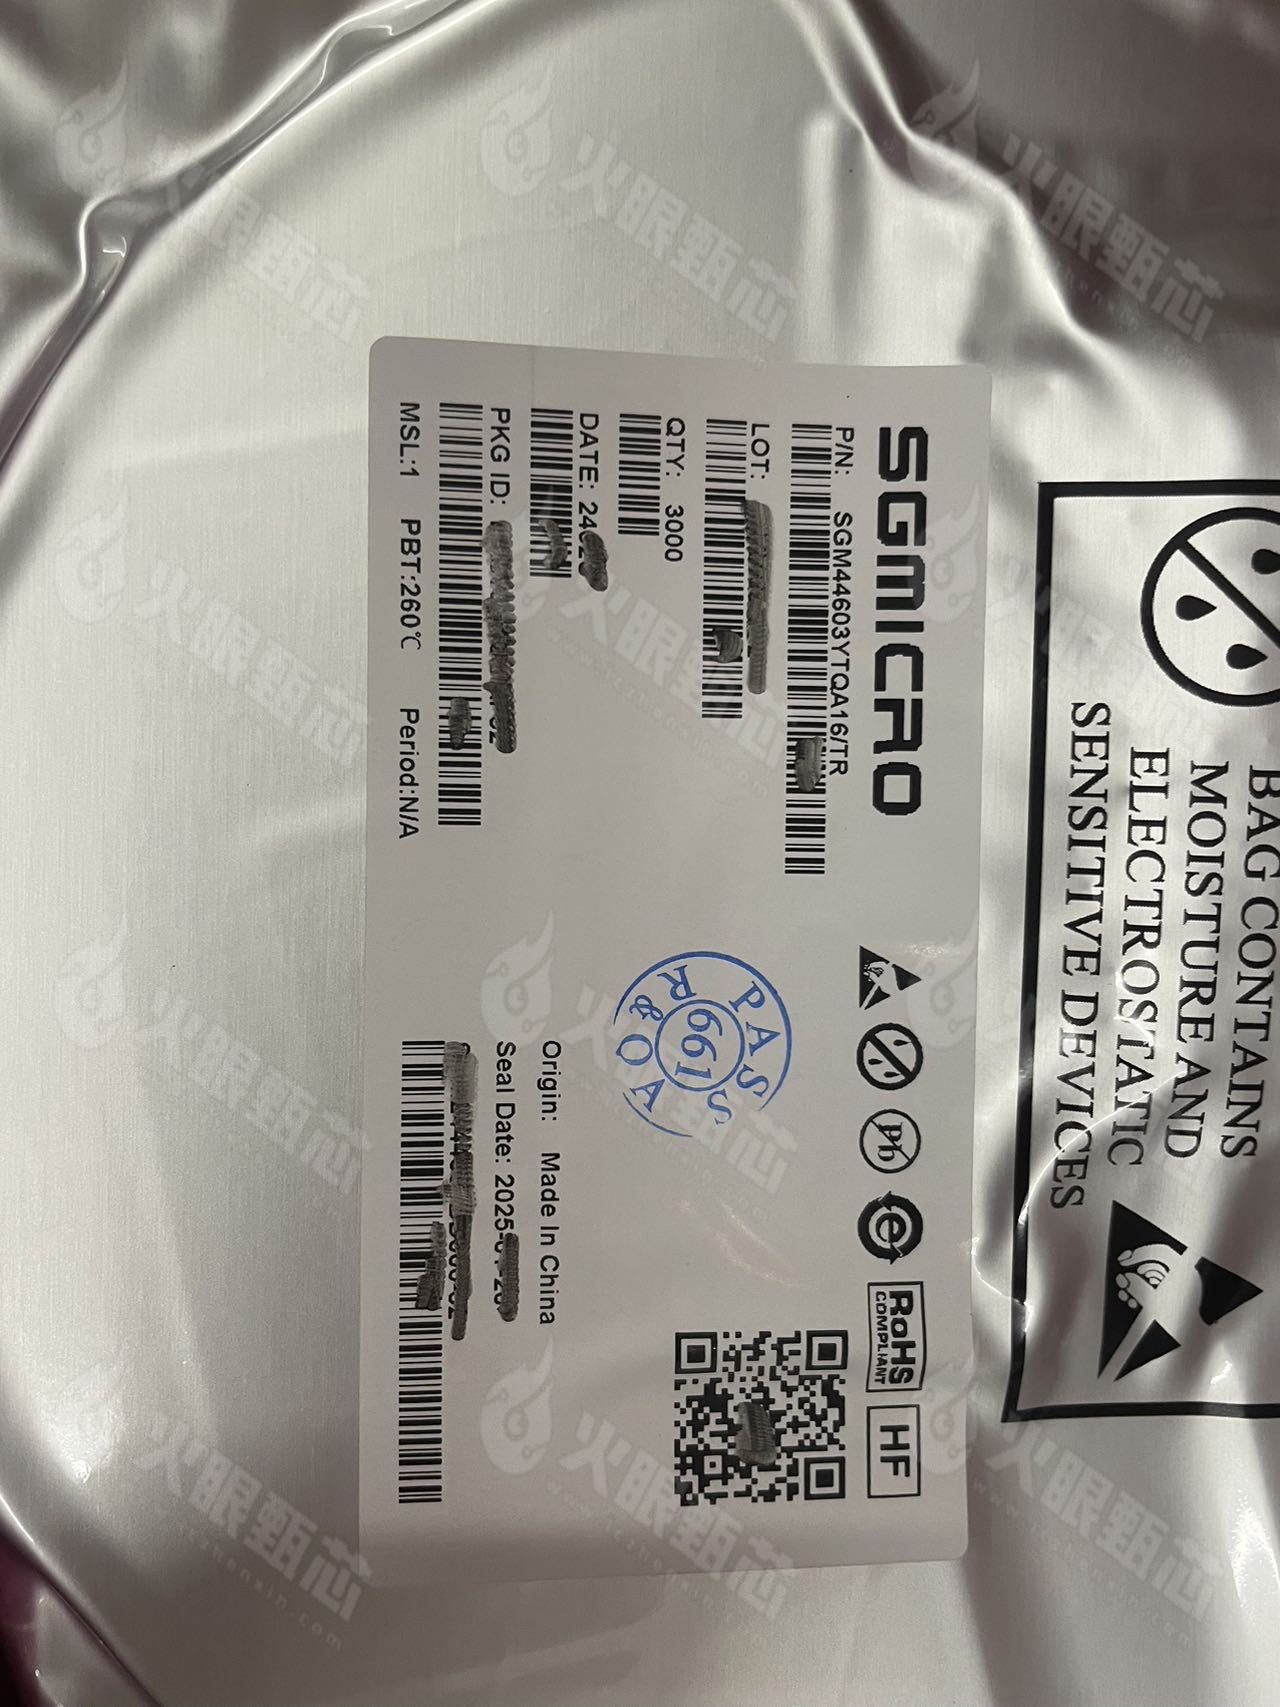 SGMICRO
P/N: SGM44603YTQA16/TR
LOT:
QTY: 3000
DATE: 24
PKG ID:
MSL:1 PBT:260℃ Period:N/A
Pb
e
RoHS
COMPLIANT
HF
PASS
199
R&QA
Origin: Made In China
Seal Date: 2025-
BAG CONTAINS
MOISTURE AND
ELECTROSTATIC
SENSITIVE DEVICES
火眼甄芯